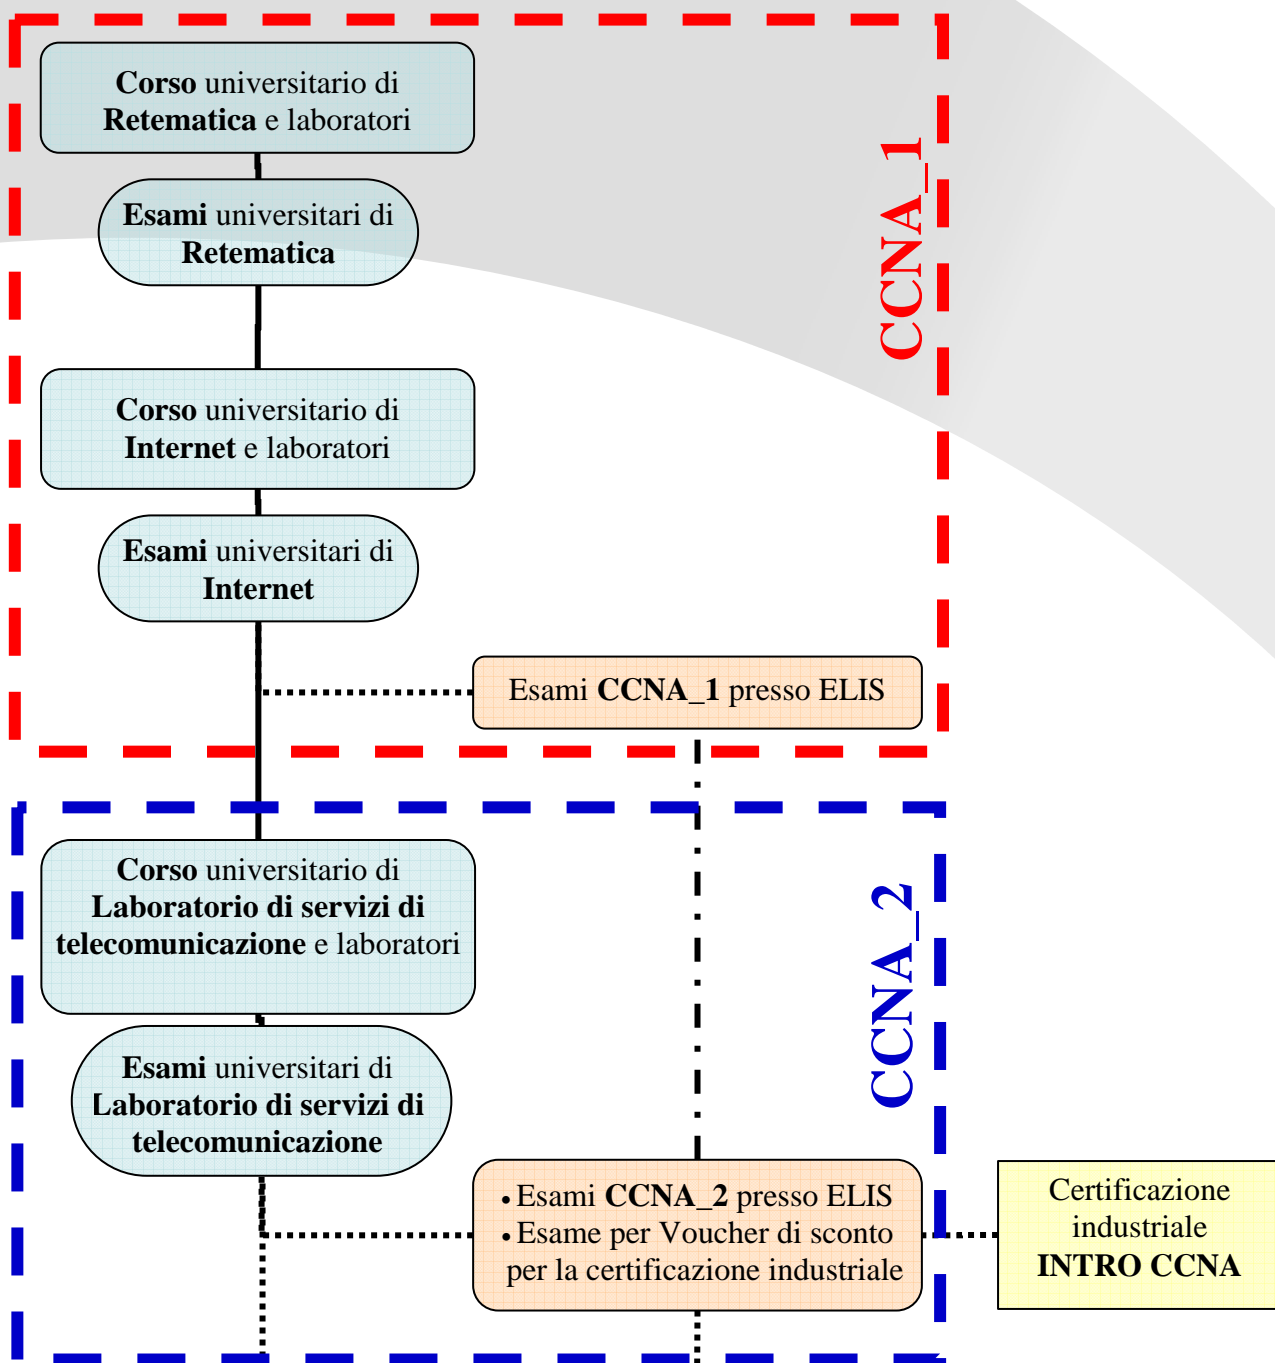 Corso universitario di
Retematica e laboratori
Esami universitari di
Retematica
CCNA_1
Corso universitario di
Internet e laboratori
Esami universitari di
Internet
Esami CCNA_1 presso ELIS
Corso universitario di
Laboratorio di servizi di
telecomunicazione e laboratori
CCNA_2
Esami universitari di
Laboratorio di servizi di
telecomunicazione
• Esami CCNA_2 presso ELIS
• Esame per Voucher di sconto
per la certificazione industriale
Certificazione
industriale
INTRO CCNA